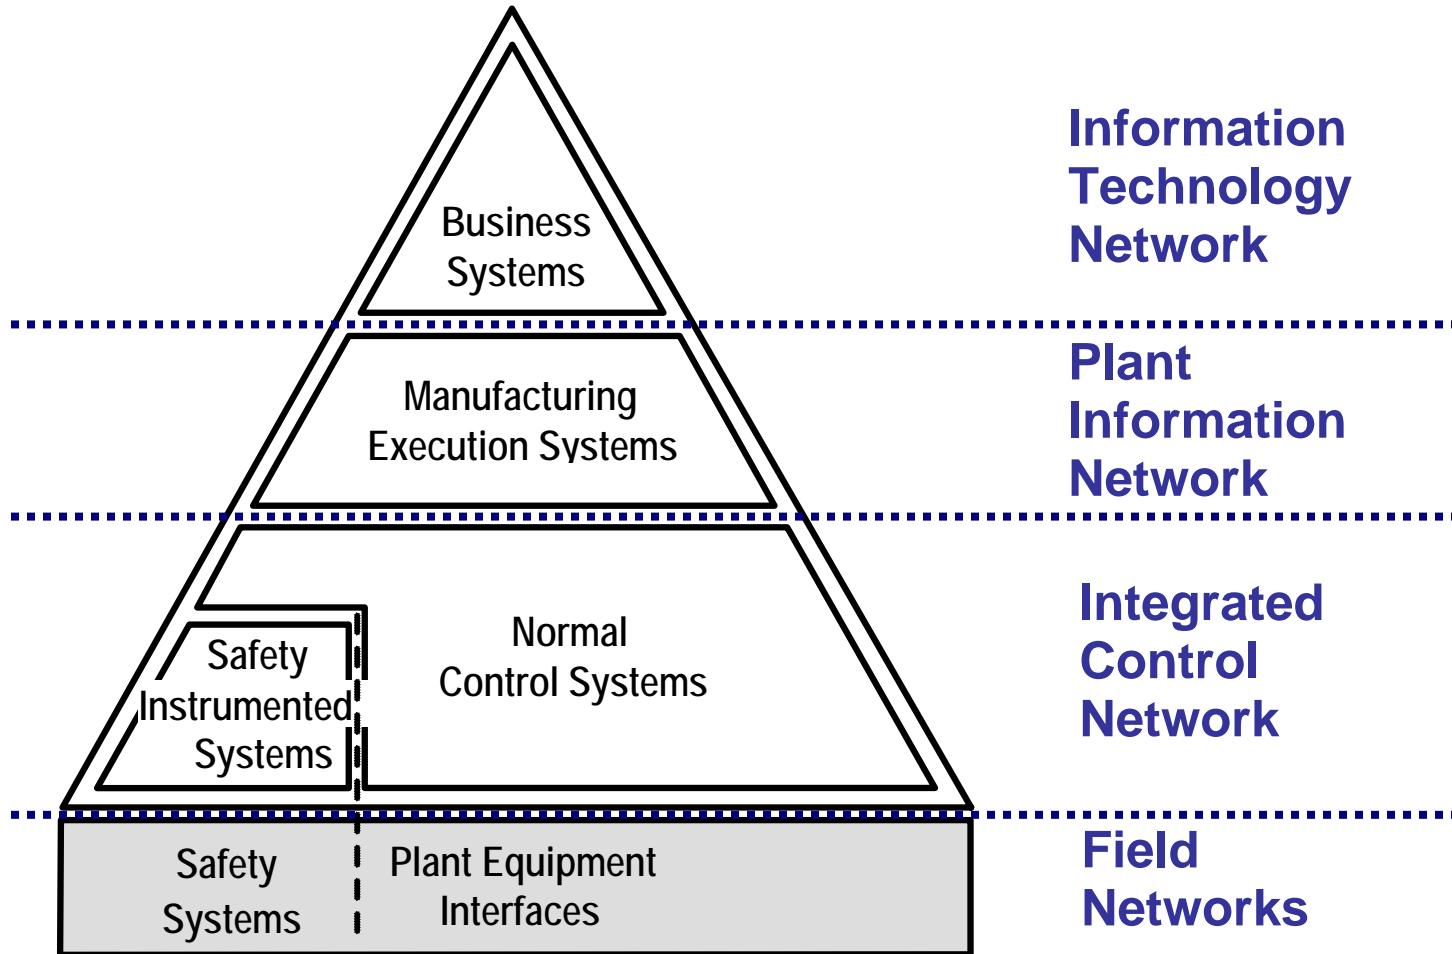 Business
Systems
Information
Technology
Network
Manufacturing
Execution Systems
Plant
Information
Network
Safety
Instrumented
Systems
Normal
Control Systems
Integrated
Control
Network
Safety
Systems
Plant Equipment
Interfaces
Field
Networks